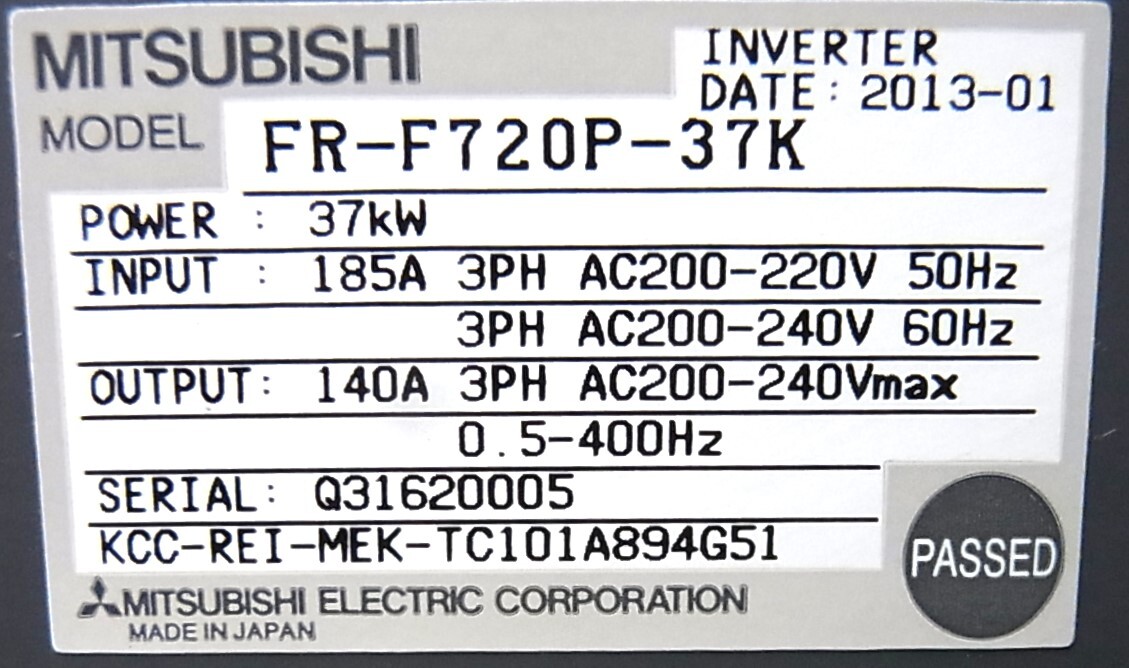 MITSUBISHI
INVERTER
DATE: 2013-01
MODEL FR-F720P-37K
POWER : 37kW
INPUT : 185A 3PH AC200-220V 50Hz
3PH AC200-240V 60Hz
OUTPUT: 140A 3PH AC200-240Vmax
0.5-400Hz
SERIAL: Q31620005
KCC-REI-MEK-TC101A894G51
PASSED
MITSUBISHI ELECTRIC CORPORATION
MADE IN JAPAN